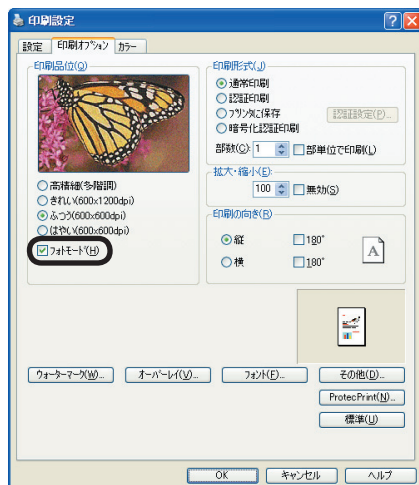 印刷設定
設定 印刷オプション カラー
印刷品位(Q)
高精細(多階調)
きれい(600x1200dpi)
ふつう(600x600dpi)
はやい(600x600dpi)
フォトモード(H)
印刷形式(J)
通常印刷
認証印刷
プリンタに保存
認証設定(P)...
暗号化認証印刷
部数(C): 1 部単位で印刷(L)
拡大・縮小(E):
100 無効(S)
印刷の向き(R)
縦 180°
横 180°
A
ウォーターマーク(W)... オーバーレイ(V)... フォント(F)... その他(D)...
ProtecPrint(N)...
標準(U)
OK キャンセル ヘルプ